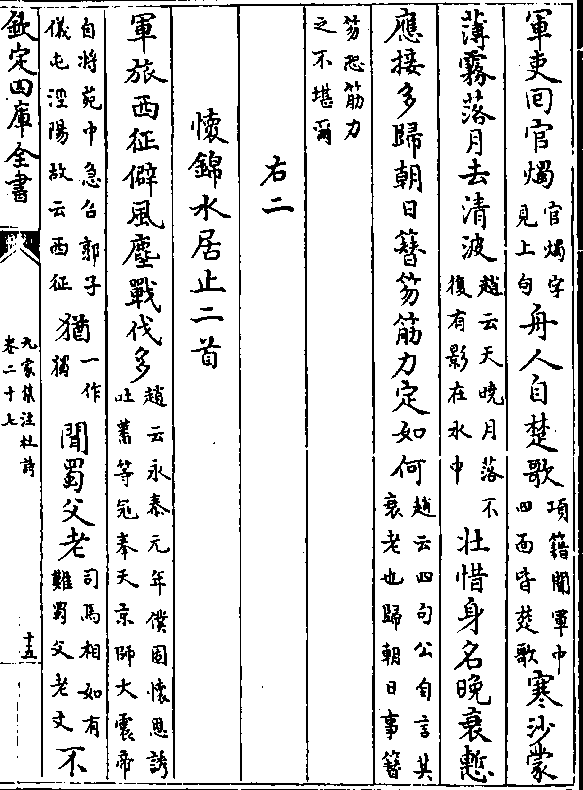 軍吏回官燭官燭字見上句舟人自楚歌項籍聞軍中四面皆楚歌寒沙蒙
薄霧落月去清波趙云天曉月落不復有影在水中壯惜身名晚衰慙
應接多歸朝日簪笏筋力定如何趙云四句公自言其衰老也歸朝日事簪
笏恐筋力之不堪爾
右二
懷錦水居止二首
軍旅西征僻風塵戰伐多趙云永泰元年僕固懷恩誘吐蕃等冦奉天京師大震帝
自將苑中急召郭子儀屯涇陽故云西征猶一作獨聞蜀父老司馬相如有難蜀父老文不
欽定四庫全書
九家集注杜詩
卷二十七
十五